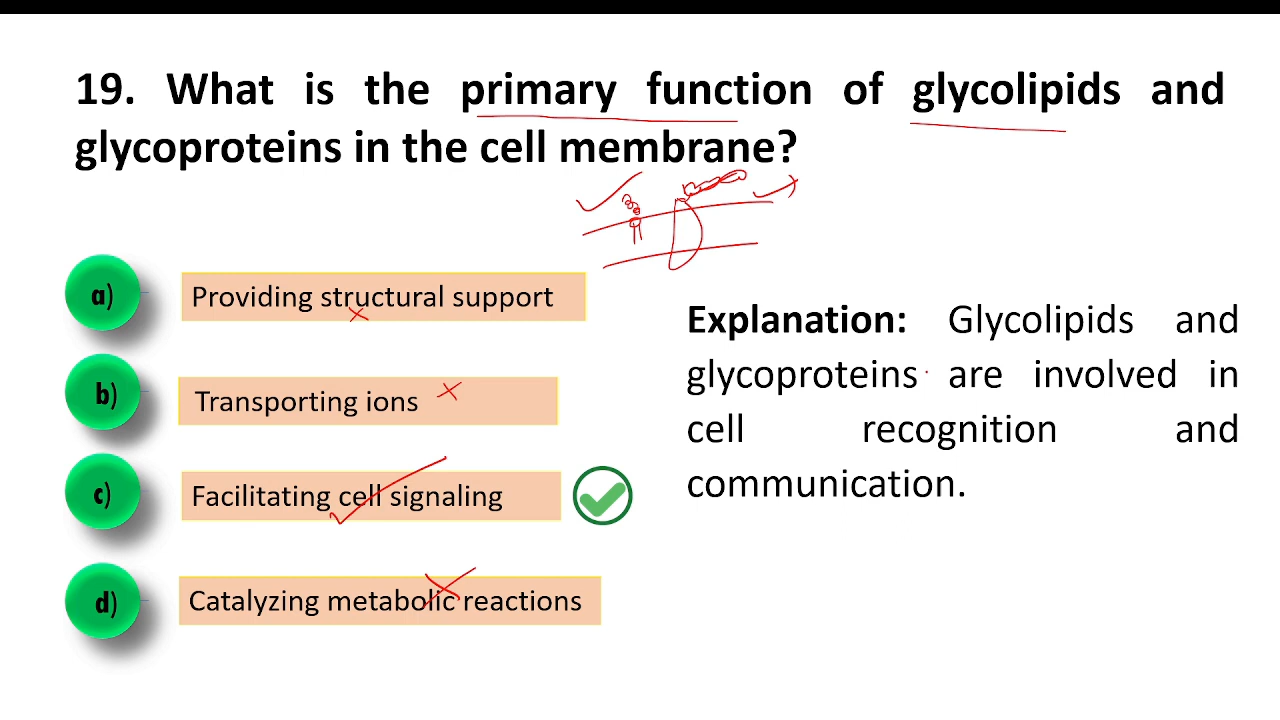 19. What is the primary function of glycolipids and
glycoproteins in the cell membrane?
a) Providing structural support
b) Transporting ions
c) Facilitating cell signaling
d) Catalyzing metabolic reactions
Explanation: Glycolipids and
glycoproteins are involved in
cell recognition and
communication.